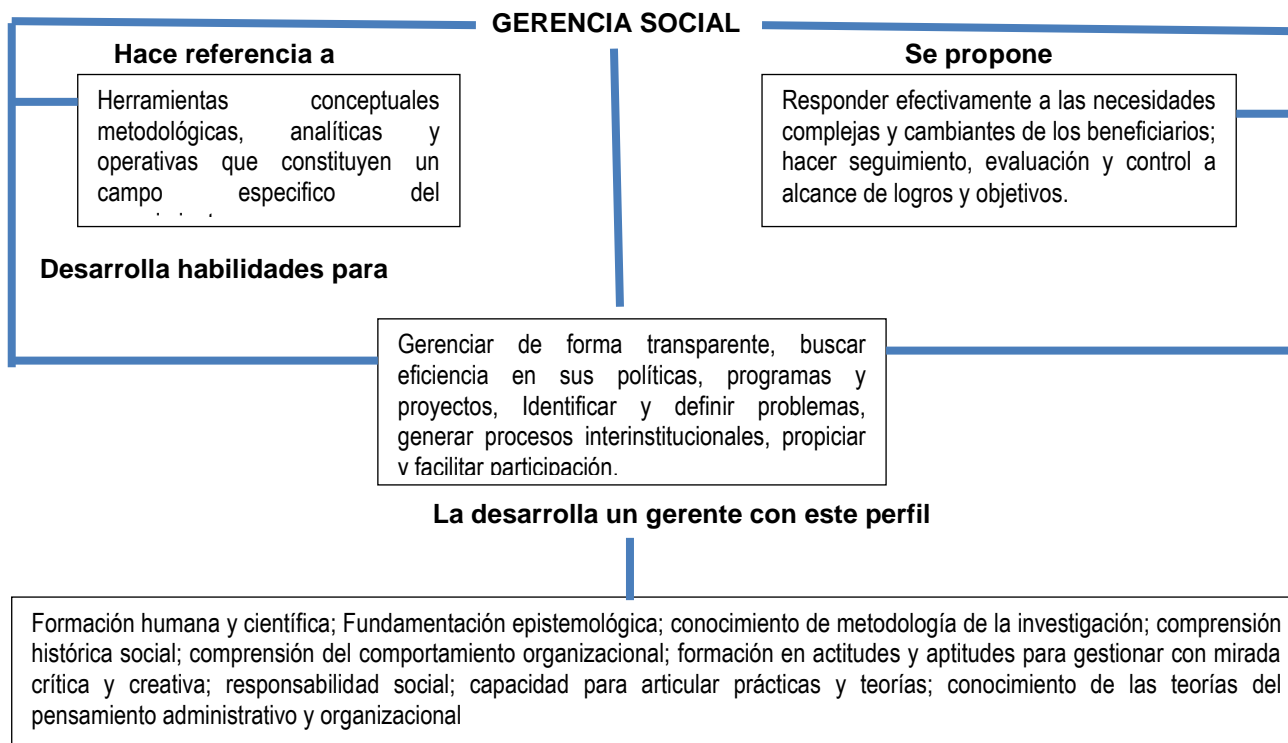 GERENCIA SOCIAL
Hace referencia a
Herramientas conceptuales
metodológicas, analíticas y
operativas que constituyen un
campo especifico del
Se propone
Responder efectivamente a las necesidades
complejas y cambiantes de los beneficiarios;
hacer seguimiento, evaluación y control a
alcance de logros y objetivos.
Desarrolla habilidades para
Gerenciar de forma transparente, buscar
eficiencia en sus políticas, programas y
proyectos, Identificar y definir problemas,
generar procesos interinstitucionales, propiciar
y facilitar participación.
La desarrolla un gerente con este perfil
Formación humana y científica; Fundamentación epistemológica; conocimiento de metodología de la investigación; comprensión
histórica social; comprensión del comportamiento organizacional; formación en actitudes y aptitudes para gestionar con mirada
crítica y creativa; responsabilidad social; capacidad para articular prácticas y teorías; conocimiento de las teorías del
pensamiento administrativo y organizacional